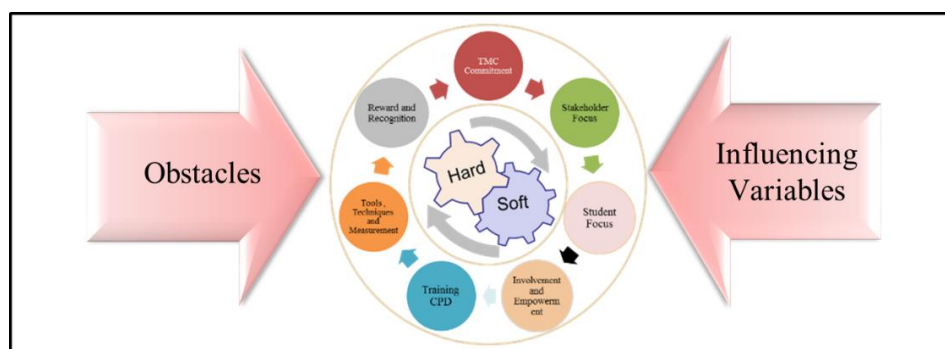 Obstacles
TMC
Commitment
Stakeholder
Focus
Student
Focus
Involvement
and
Empowerm
ent
Training
CPD
Tools ,
Techniques
and
Measurement
Reward and
Recognition
Hard
Soft
Influencing
Variables